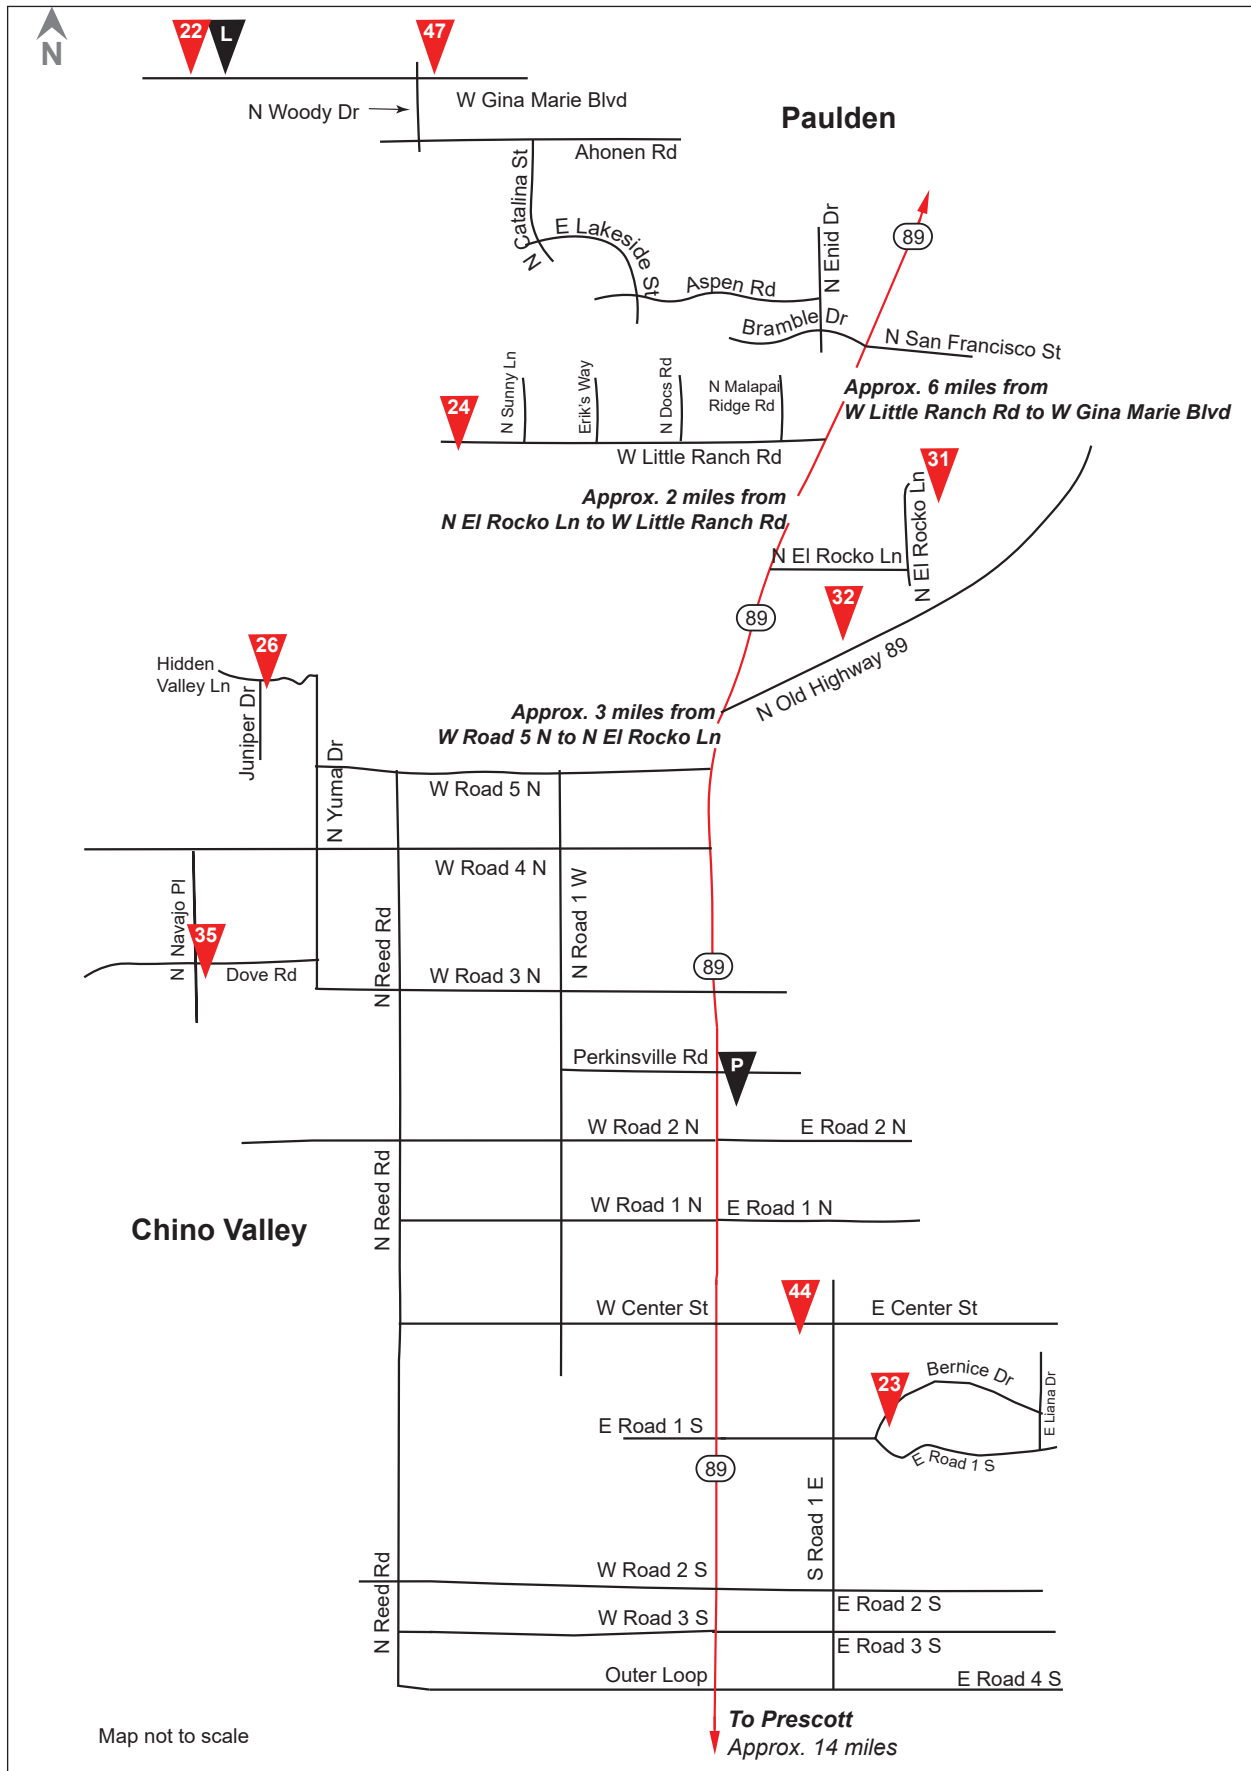 N
22
L
47
N Woody Dr
W Gina Marie Blvd
Paulden
Ahonen Rd
N Catalina St
E Lakeside St
Aspen Rd
N Enid Dr
89
Bramble Dr
N San Francisco St
Approx. 6 miles from
W Little Ranch Rd to W Gina Marie Blvd
24
N Sunny Ln
Erik's Way
N Docs Rd
N Malapai
Ridge Rd
W Little Ranch Rd
Approx. 2 miles from
N El Rocko Ln to W Little Ranch Rd
31
N El Rocko Ln
N El Rocko Ln
32
89
N Old Highway 89
26
Hidden
Valley Ln
Juniper Dr
Approx. 3 miles from
W Road 5 N to N El Rocko Ln
N Yuma Dr
W Road 5 N
W Road 4 N
N Navajo Pl
35
Dove Rd
N Reed Rd
N Road 1 W
W Road 3 N
89
Perkinsville Rd
P
W Road 2 N
E Road 2 N
N Reed Rd
W Road 1 N
E Road 1 N
Chino Valley
44
W Center St
E Center St
23
Bernice Dr
E Liana Dr
E Road 1 S
E Road 1 S
89
S Road 1 E
N Reed Rd
W Road 2 S
E Road 2 S
W Road 3 S
E Road 3 S
Outer Loop
E Road 4 S
To Prescott
Approx. 14 miles
Map not to scale